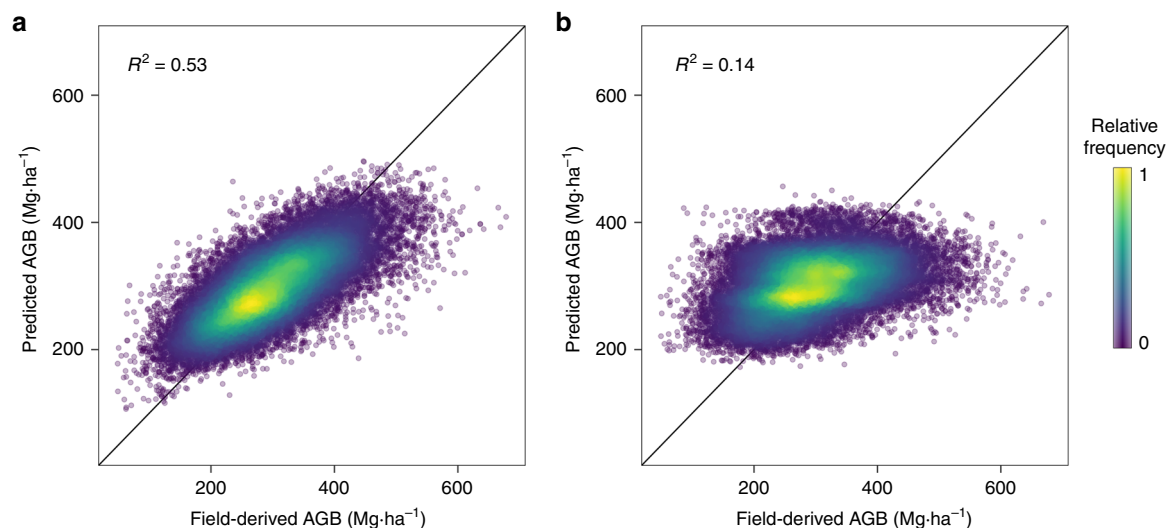 a
R² = 0.53
600
400
200
Predicted AGB (Mg·ha⁻¹)
200 400 600
Field-derived AGB (Mg·ha⁻¹)
b
R² = 0.14
600
400
200
Predicted AGB (Mg·ha⁻¹)
200 400 600
Field-derived AGB (Mg·ha⁻¹)
Relative
frequency
1
0